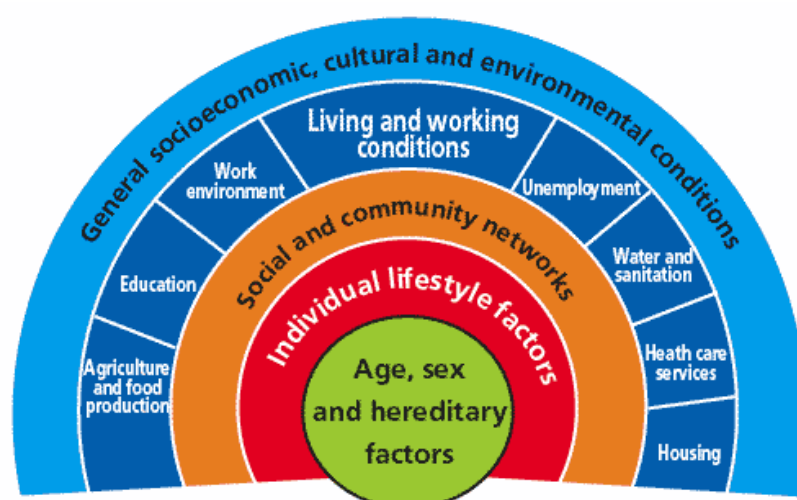 General socioeconomic, cultural and environmental conditions
Living and working
conditions
Work
environment
Unemployment
Education
Water and
sanitation
Agriculture
and food
production
Heath care
services
Housing
Social and community networks
Individual lifestyle factors
Age, sex
and hereditary
factors